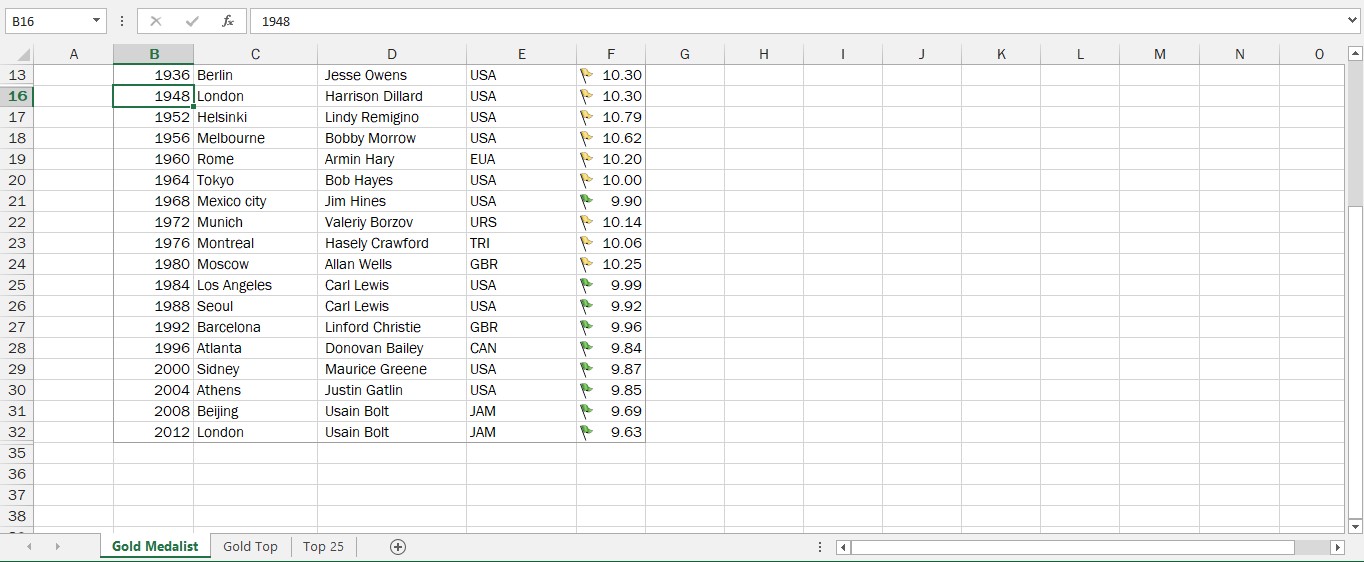 B16 fx 1948
A B C D E F G H I J K L M N O
13 1936 Berlin Jesse Owens USA 10.30
16 1948 London Harrison Dillard USA 10.30
17 1952 Helsinki Lindy Remigino USA 10.79
18 1956 Melbourne Bobby Morrow USA 10.62
19 1960 Rome Armin Hary EUA 10.20
20 1964 Tokyo Bob Hayes USA 10.00
21 1968 Mexico city Jim Hines USA 9.90
22 1972 Munich Valeriy Borzov URS 10.14
23 1976 Montreal Hasely Crawford TRI 10.06
24 1980 Moscow Allan Wells GBR 10.25
25 1984 Los Angeles Carl Lewis USA 9.99
26 1988 Seoul Carl Lewis USA 9.92
27 1992 Barcelona Linford Christie GBR 9.96
28 1996 Atlanta Donovan Bailey CAN 9.84
29 2000 Sidney Maurice Greene USA 9.87
30 2004 Athens Justin Gatlin USA 9.85
31 2008 Beijing Usain Bolt JAM 9.69
32 2012 London Usain Bolt JAM 9.63
35
36
37
38
Gold Medalist Gold Top Top 25